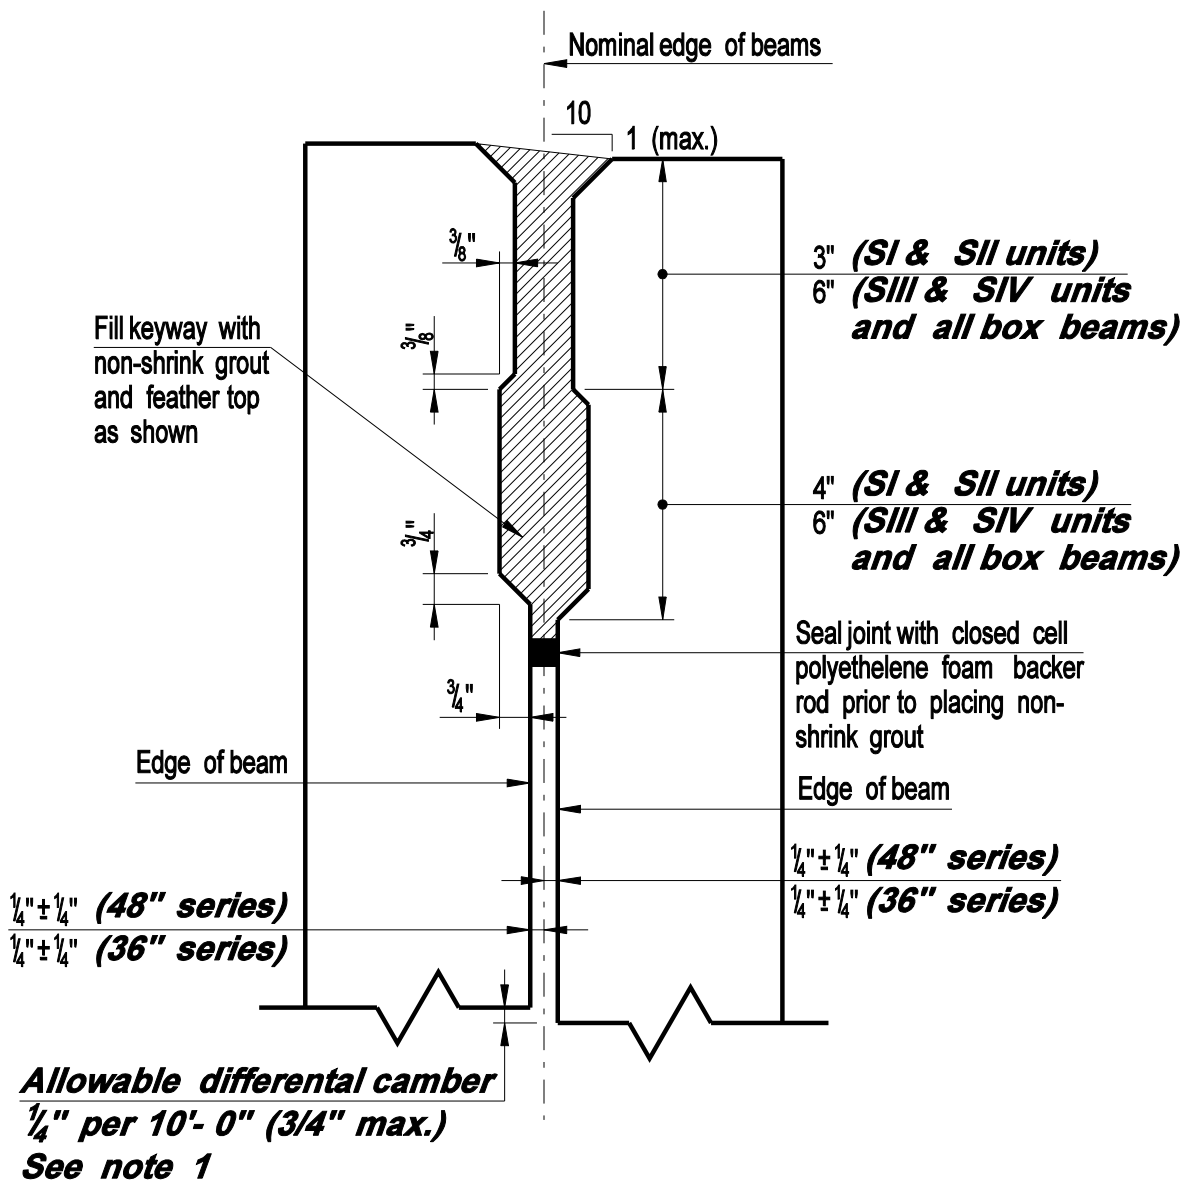 Nominal edge of beams
10
1 (max.)
3/8"
3" (SI & SII units)
6" (SIII & SIV units
and all box beams)
Fill keyway with
non-shrink grout
and feather top
as shown
3/8"
4" (SI & SII units)
6" (SIII & SIV units
and all box beams)
3/4"
Seal joint with closed cell
polyethelene foam backer
rod prior to placing non-
shrink grout
3/4"
Edge of beam
Edge of beam
1/4"±1/4" (48" series)
1/4"±1/4" (36" series)
1/4"±1/4" (48" series)
1/4"±1/4" (36" series)
Allowable differental camber
1/4" per 10'- 0" (3/4" max.)
See note 1